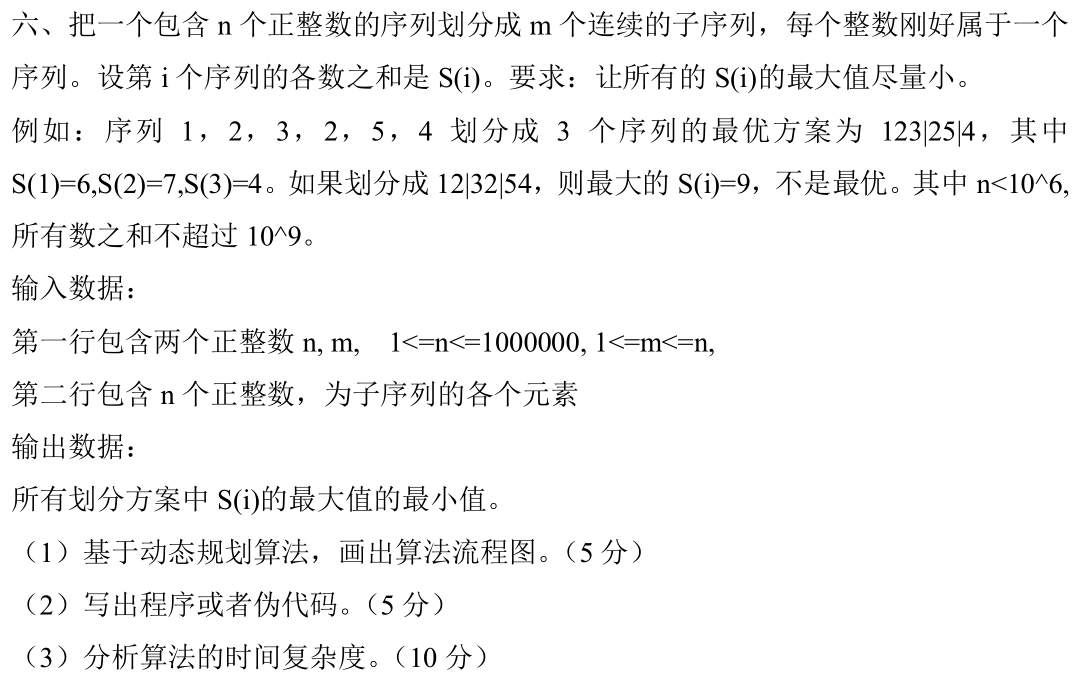 六、把一个包含 n 个正整数的序列划分成 m 个连续的子序列，每个整数刚好属于一个
序列。设第 i 个序列的各数之和是 S(i)。要求：让所有的 S(i)的最大值尽量小。
例如：序列 1，2，3，2，5，4 划分成 3 个序列的最优方案为 123|25|4，其中
S(1)=6,S(2)=7,S(3)=4。如果划分成 12|32|54，则最大的 S(i)=9，不是最优。其中 n<10^6,
所有数之和不超过 10^9。
输入数据：
第一行包含两个正整数 n, m, 1<=n<=1000000, 1<=m<=n,
第二行包含 n 个正整数，为子序列的各个元素
输出数据：
所有划分方案中 S(i)的最大值的最小值。
（1）基于动态规划算法，画出算法流程图。（5 分）
（2）写出程序或者伪代码。（5 分）
（3）分析算法的时间复杂度。（10 分）